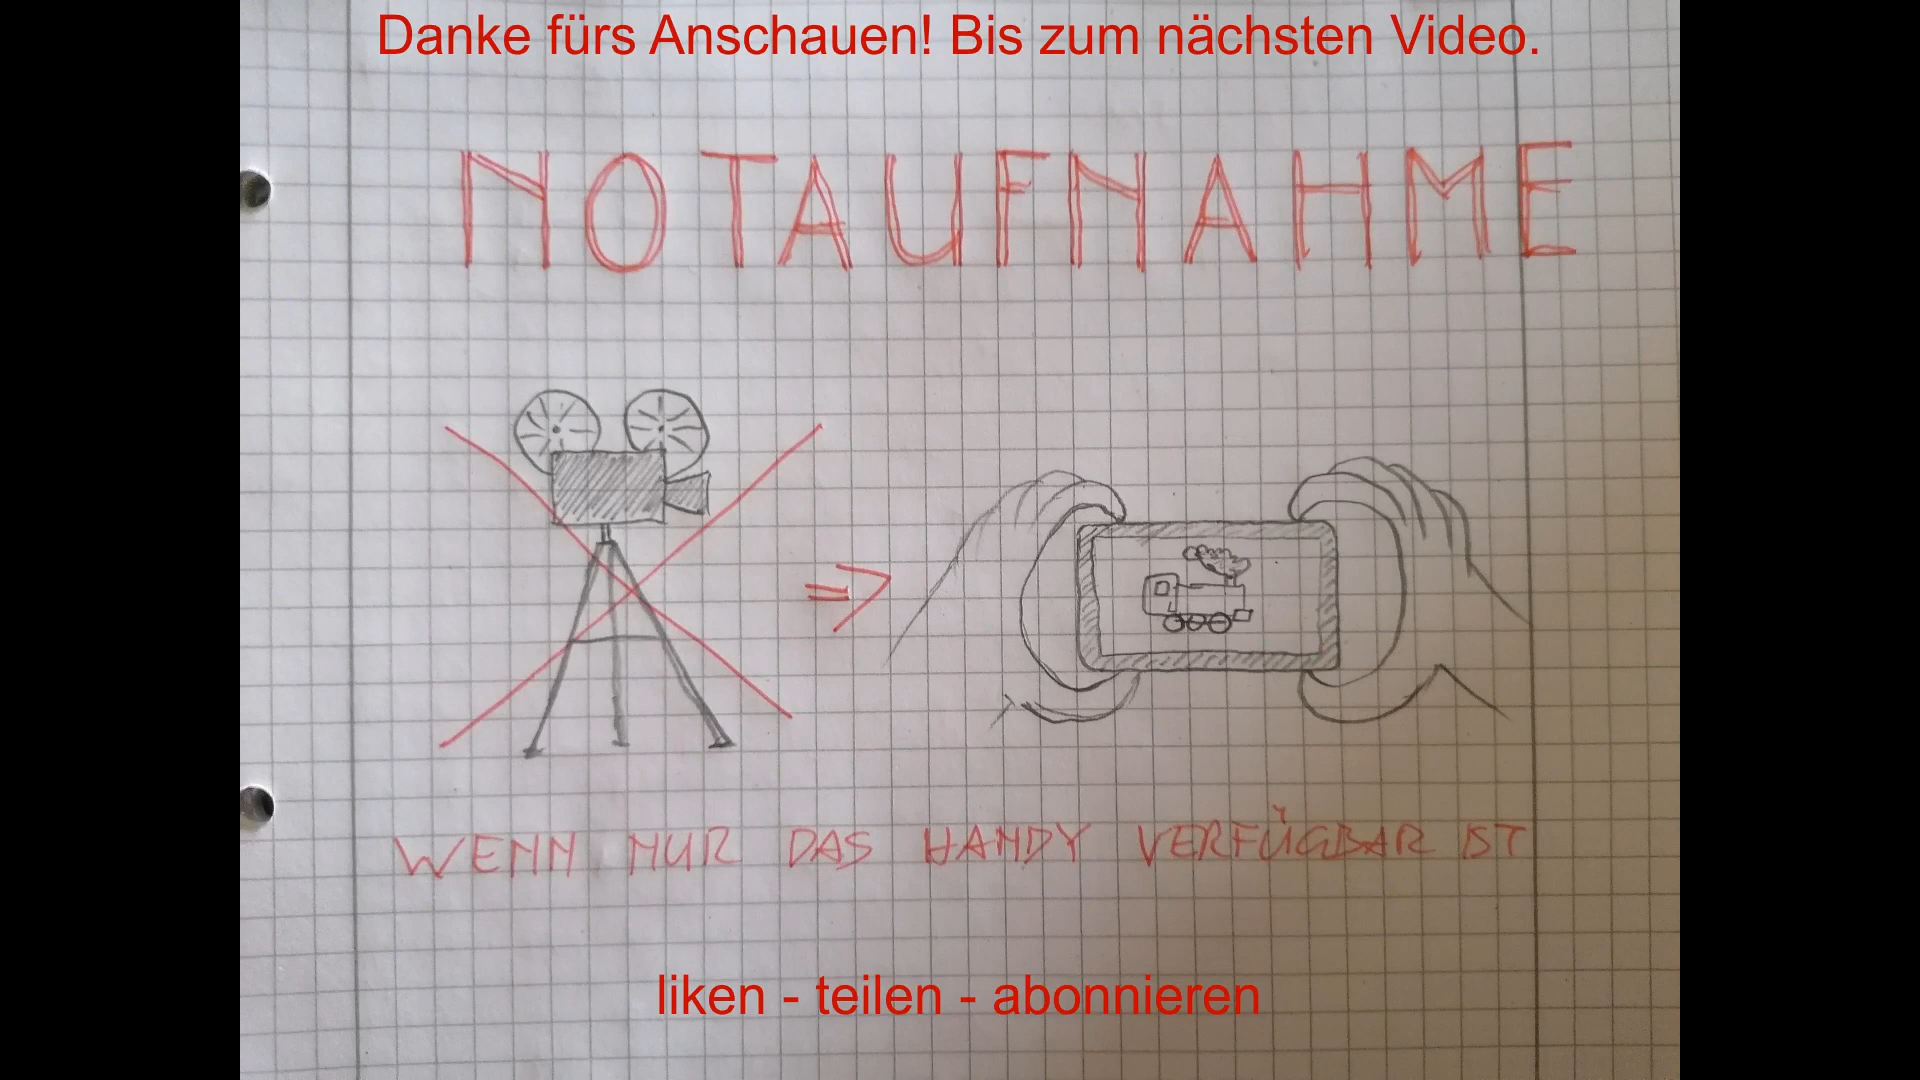 Danke fürs Anschauen! Bis zum nächsten Video.
NOTAUFNAHME
=>
WENN NUR DAS HANDY VERFÜGBAR IST
liken - teilen - abonnieren